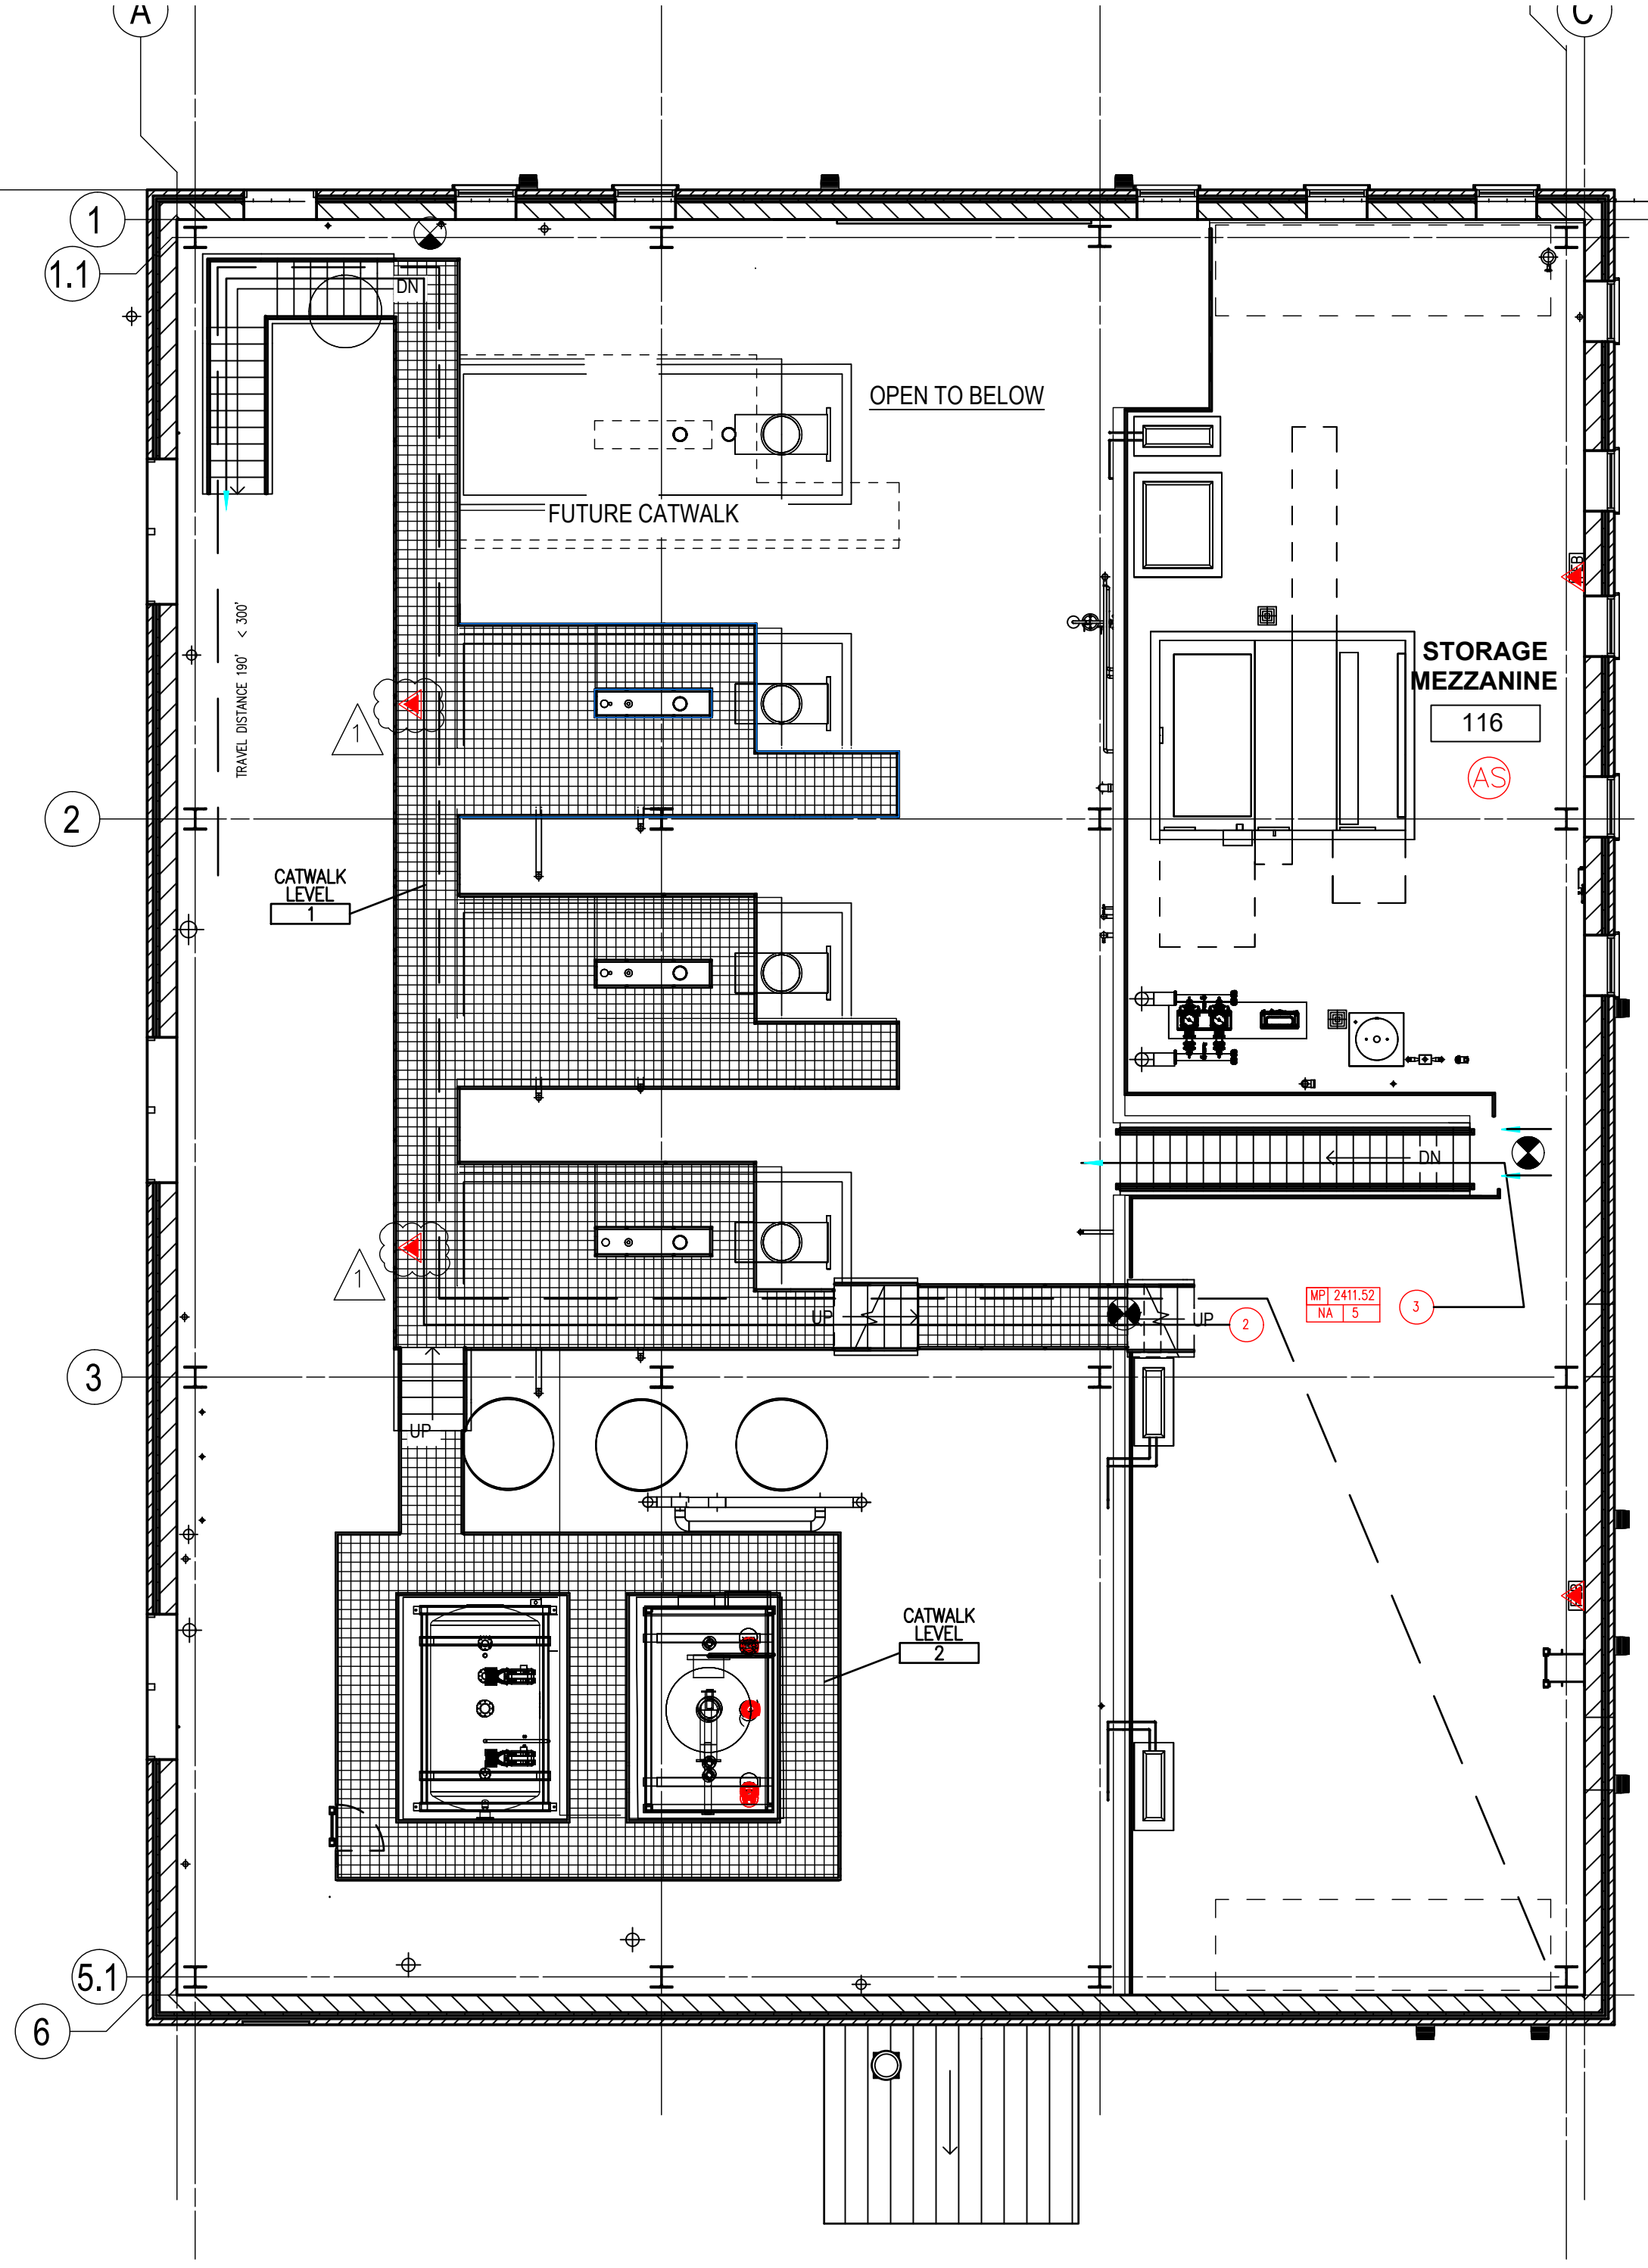 A
C
1
1.1
DN
OPEN TO BELOW
FUTURE CATWALK
TRAVEL DISTANCE 190' < 300'
STORAGE
MEZZANINE
116
AS
1
2
CATWALK
LEVEL
1
DN
1
MP 2411.52
NA 5
3
UP
UP
2
3
UP
CATWALK
LEVEL
2
5.1
6